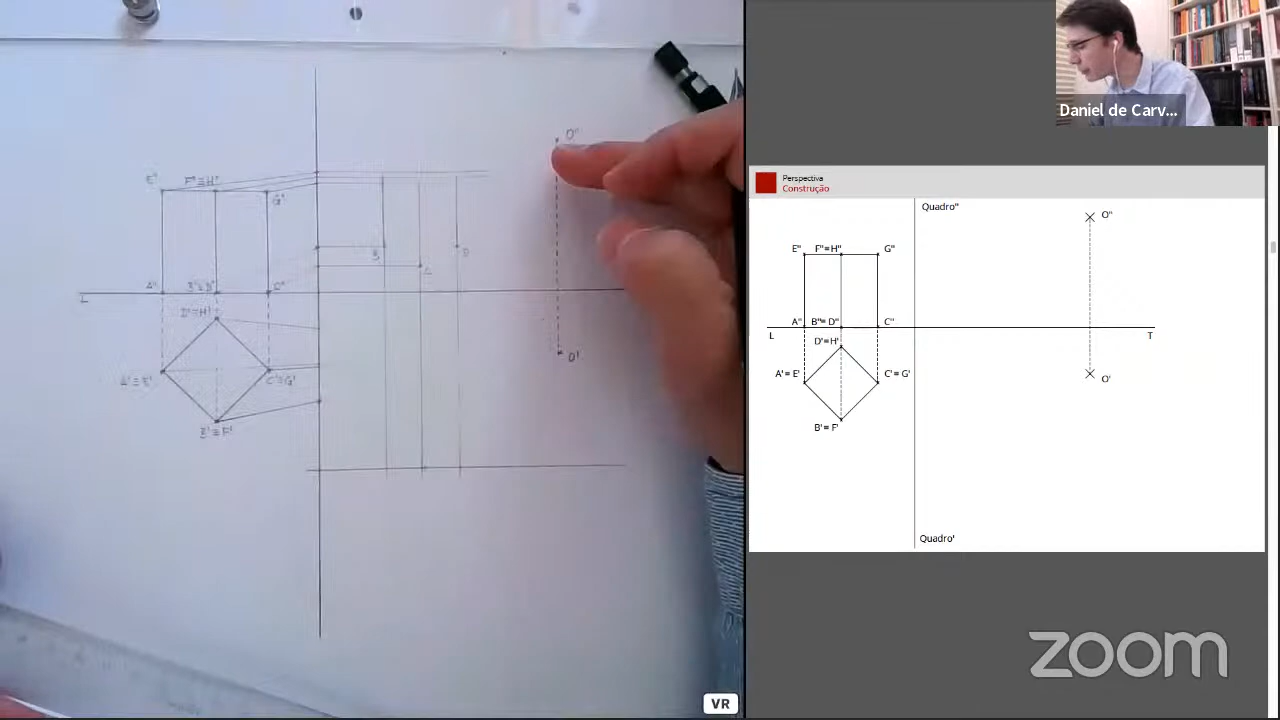 O"
E"
F"≡H"
G"
B
A
D
A"
B"≡D"
C"
L
D'≡H'
O'
A'≡E'
C'≡G'
B'≡F'
VR
Daniel de Carv...
Perspectiva
Construção
Quadro"
O"
E"
F"= H"
G"
A"
B"= D"
C"
L
T
D'= H'
A'= E'
C'= G'
O'
B'= F'
Quadro'
zoom